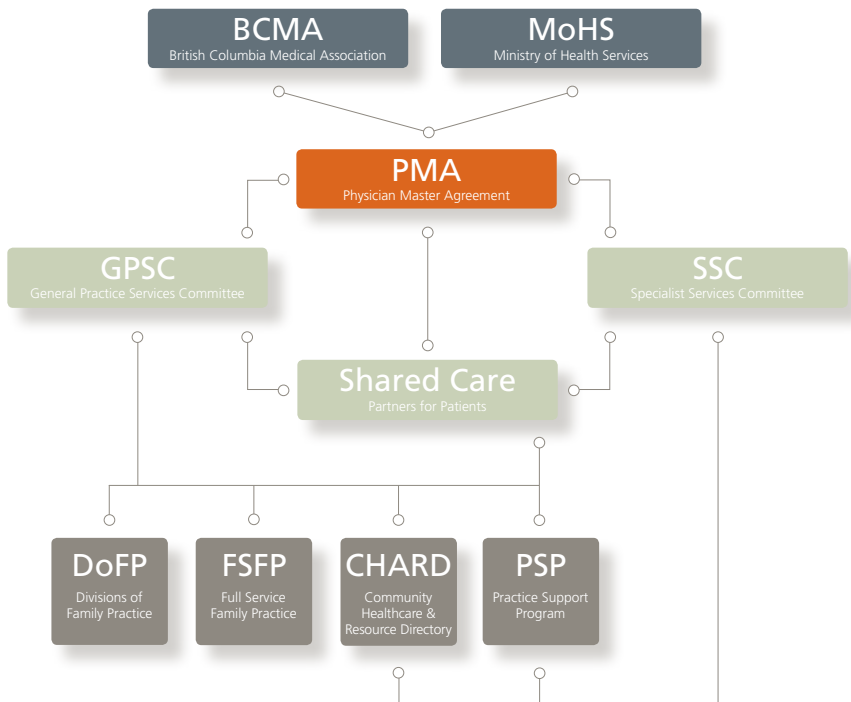 BCMA
British Columbia Medical Association
MoHS
Ministry of Health Services
PMA
Physician Master Agreement
GPSC
General Practice Services Committee
SSC
Specialist Services Committee
Shared Care
Partners for Patients
DoFP
Divisions of
Family Practice
FSFP
Full Service
Family Practice
CHARD
Community
Healthcare &
Resource Directory
PSP
Practice Support
Program